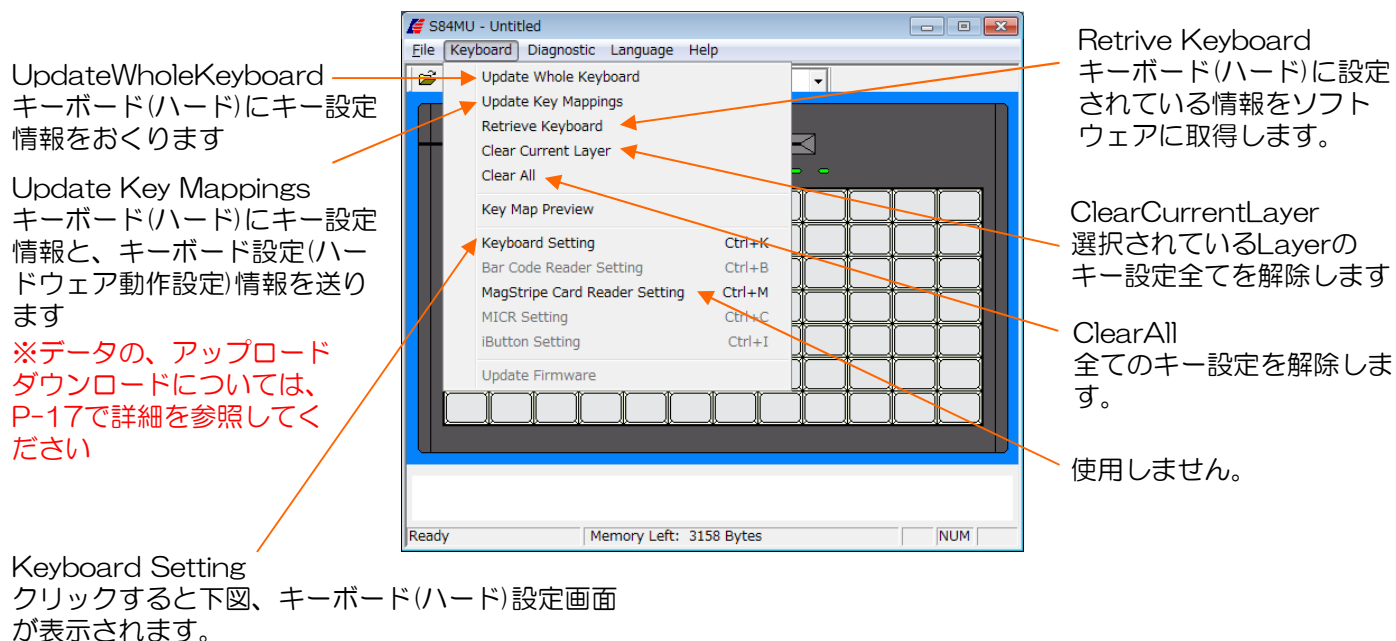 UpdateWholeKeyboard
キーボード(ハード)にキー設定
情報をおくります
Update Key Mappings
キーボード(ハード)にキー設定
情報と、キーボード設定(ハー
ドウェア動作設定)情報を送り
ます
※データの、アップロード
ダウンロードについては、
P-17で詳細を参照してく
ださい
Keyboard Setting
クリックすると下図、キーボード(ハード)設定画面
が表示されます。
S84MU - Untitled
File Keyboard Diagnostic Language Help
Update Whole Keyboard
Update Key Mappings
Retrieve Keyboard
Clear Current Layer
Clear All
Key Map Preview
Keyboard Setting Ctrl+K
Bar Code Reader Setting Ctrl+B
MagStripe Card Reader Setting Ctrl+M
MICR Setting Ctrl+C
iButton Setting Ctrl+I
Update Firmware
Ready Memory Left: 3158 Bytes NUM
Retrive Keyboard
キーボード(ハード)に設定
されている情報をソフト
ウェアに取得します。
ClearCurrentLayer
選択されているLayerの
キー設定全てを解除します
ClearAll
全てのキー設定を解除しま
す。
使用しません。